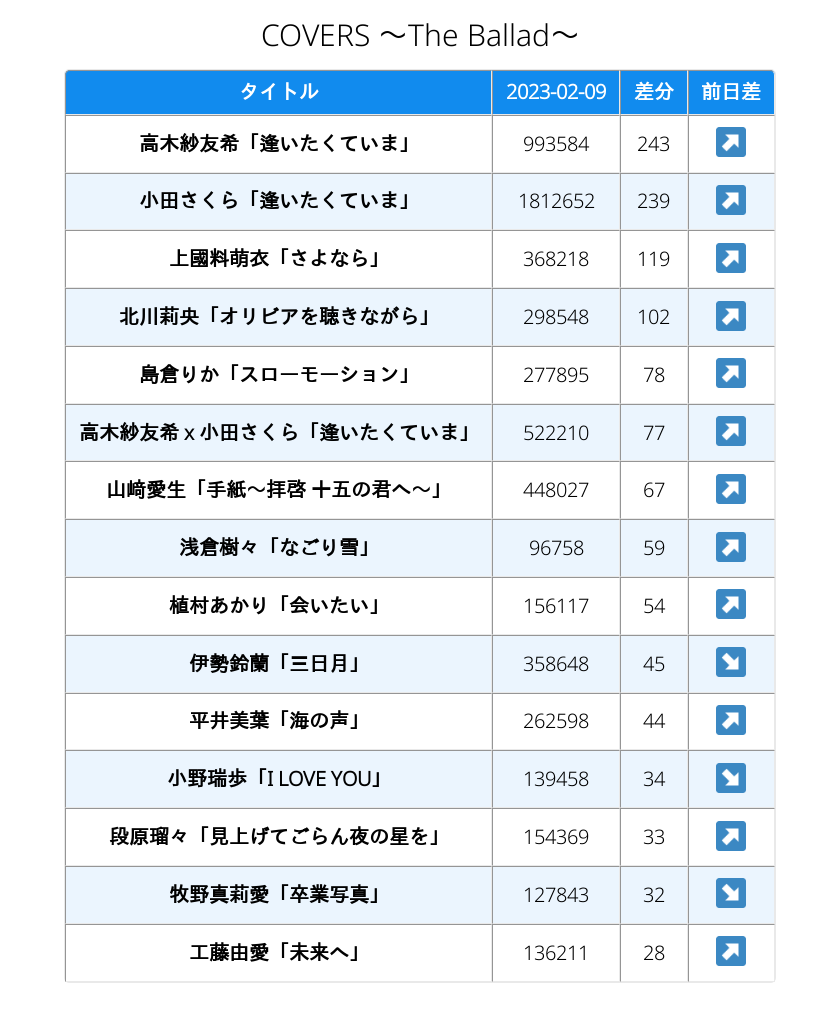 COVERS ～The Ballad～
タイトル 2023-02-09 差分 前日差
高木紗友希「逢いたくていま」 993584 243 ↗
小田さくら「逢いたくていま」 1812652 239 ↗
上國料萌衣「さよなら」 368218 119 ↗
北川莉央「オリビアを聴きながら」 298548 102 ↗
島倉りか「スローモーション」 277895 78 ↗
高木紗友希 x 小田さくら「逢いたくていま」 522210 77 ↗
山﨑愛生「手紙～拝啓 十五の君へ～」 448027 67 ↗
浅倉樹々「なごり雪」 96758 59 ↗
植村あかり「会いたい」 156117 54 ↗
伊勢鈴蘭「三日月」 358648 45 ↘
平井美葉「海の声」 262598 44 ↗
小野瑞歩「I LOVE YOU」 139458 34 ↘
段原瑠々「見上げてごらん夜の星を」 154369 33 ↗
牧野真莉愛「卒業写真」 127843 32 ↘
工藤由愛「未来へ」 136211 28 ↗